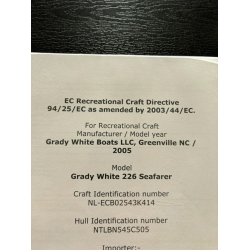 EC Recreational Craft Directive
94/25/EC as amended by 2003/44/EC.
For Recreational Craft
Manufacturer / Model year
Grady White Boats LLC, Greenville NC /
2005
Model
Grady White 226 Seafarer
Craft Identification number
NL-ECB02543K414
Hull Identification number
NTLBN545C505
Importer:-